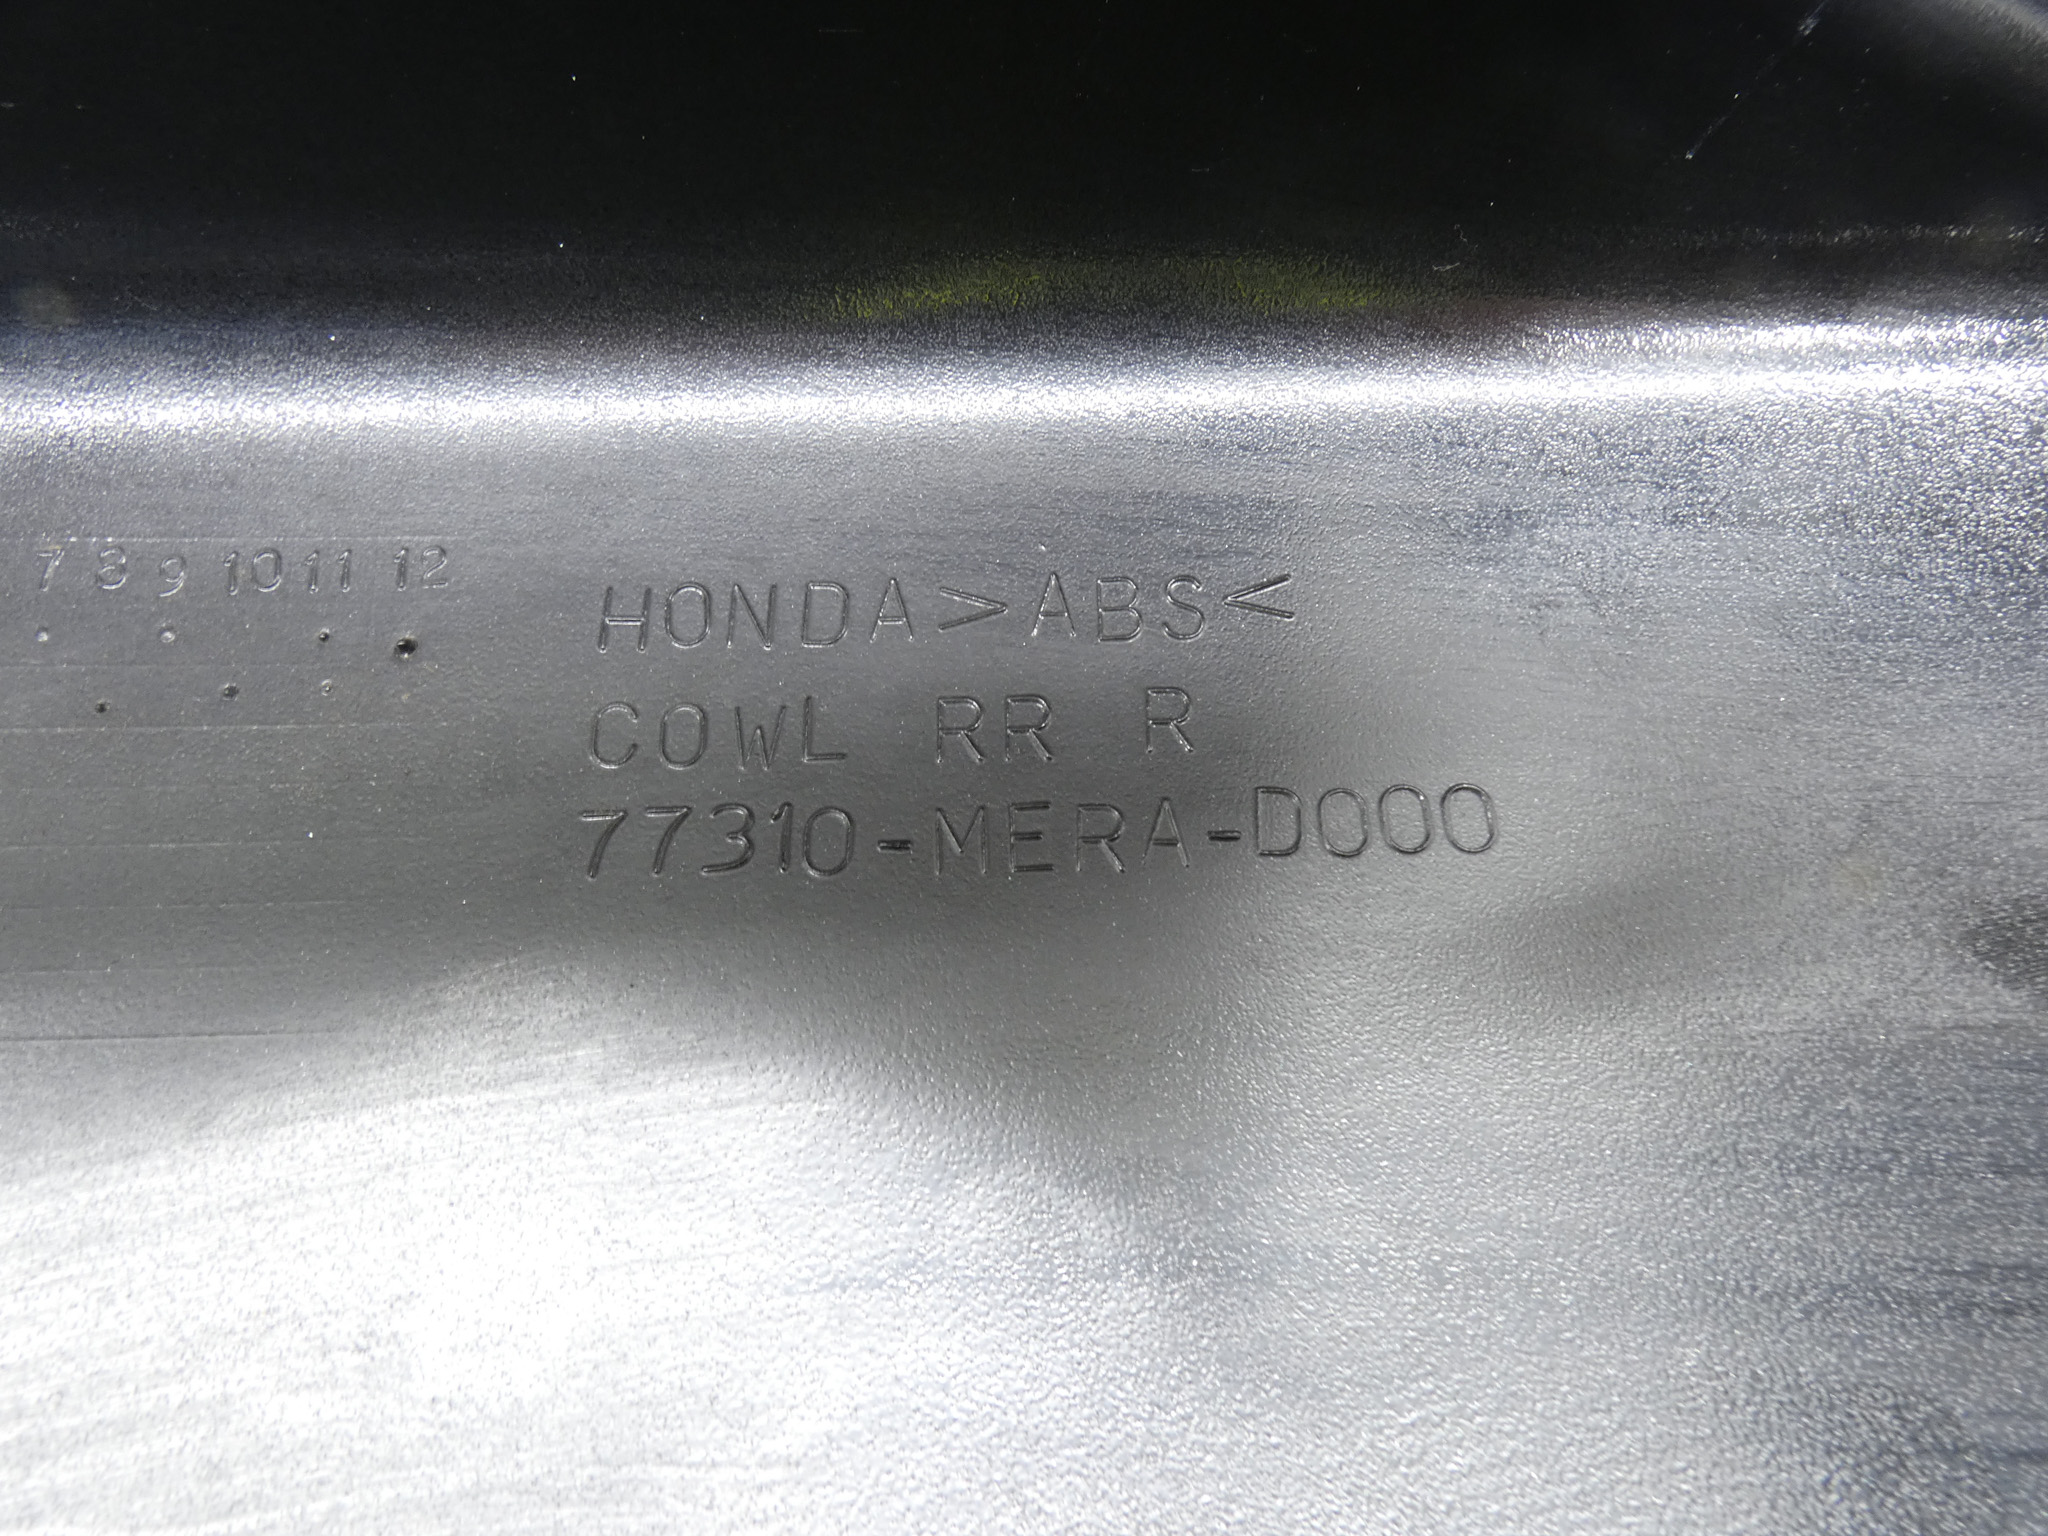 7 8 9 10 11 12
HONDA >ABS<
COWL RR R
77310-MERA-D000